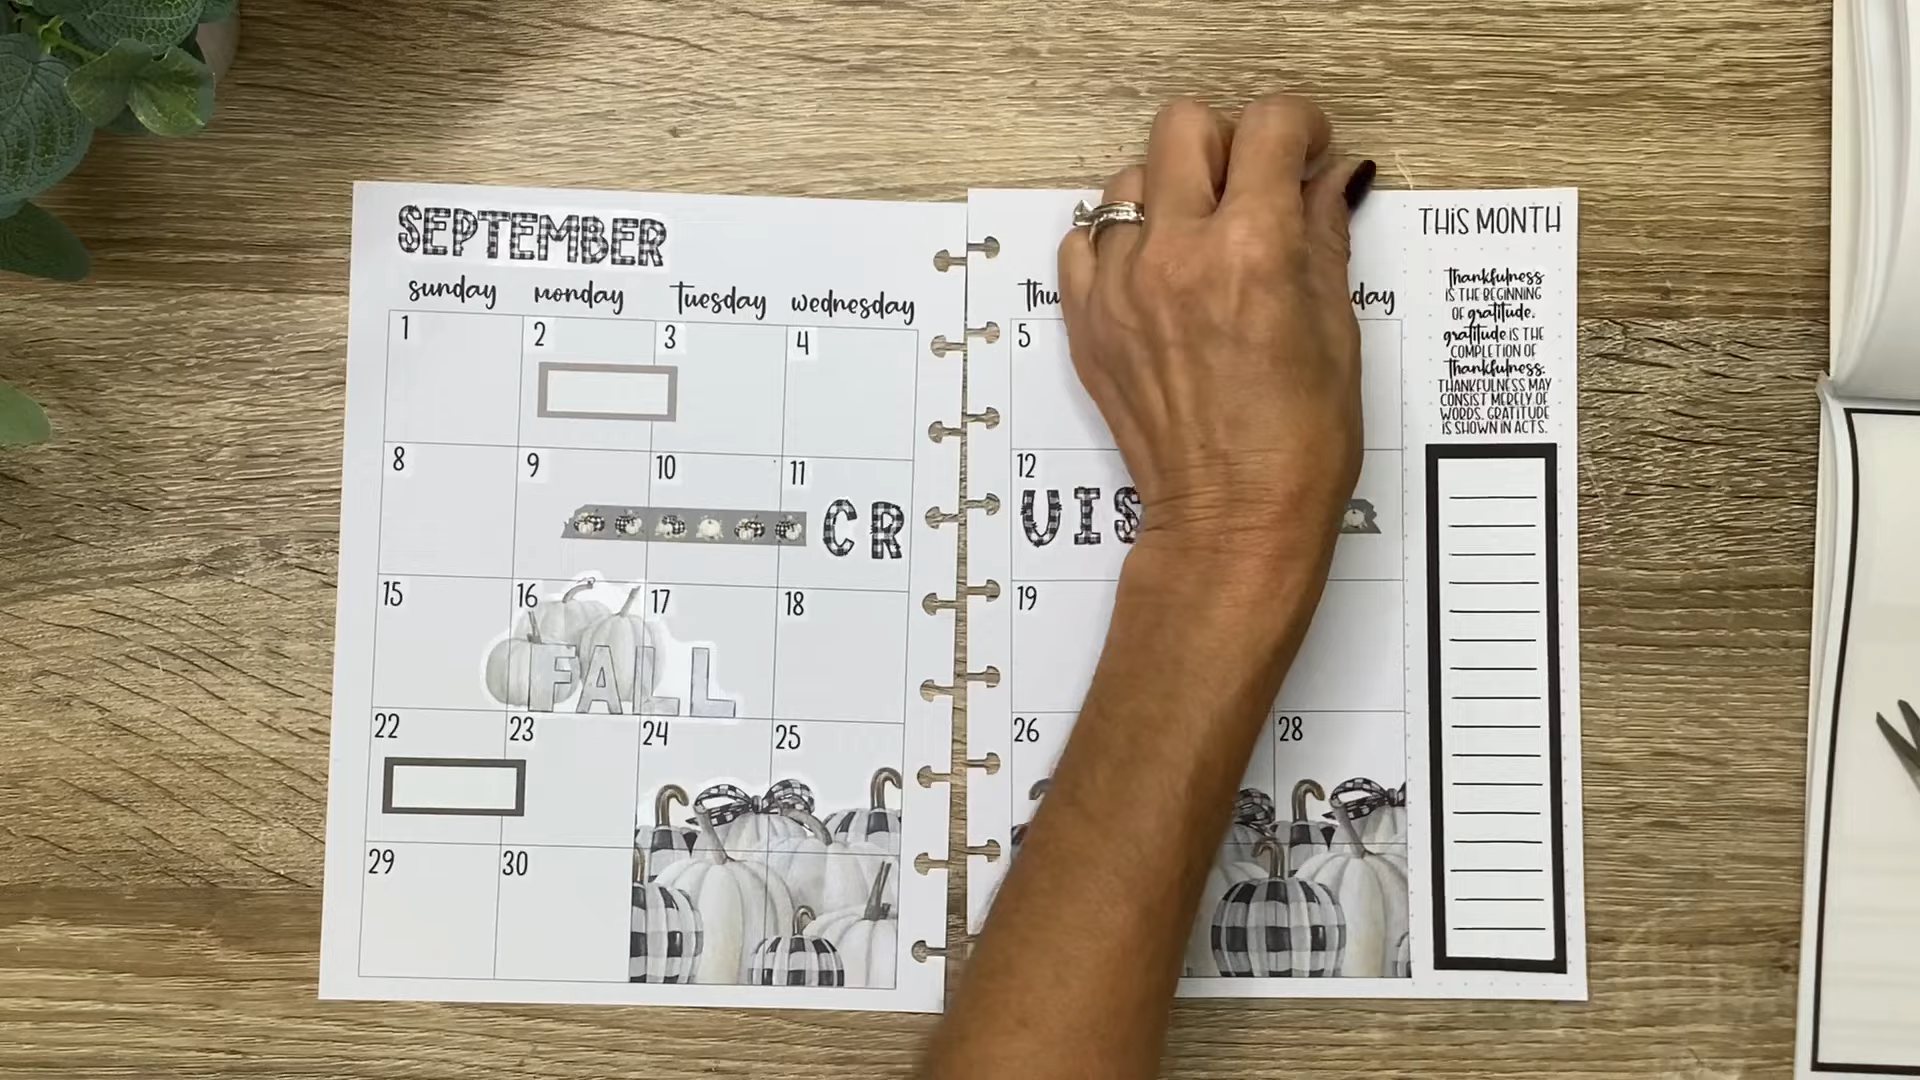 SEPTEMBER
sunday monday Tuesday wednesday
1 2 3 4
8 9 10 11
CR
15 16 17 18
FALL
22 23 24 25
29 30
5
12
UIS
19
26 28
THIS MONTH
Thankfulness
IS THE BEGINNING
OF gratitude.
gratitude IS THE
COMPLETION OF
Thankfulness.
THANKFULNESS MAY
CONSIST MERELY OF
WORDS. GRATITUDE
IS SHOWN IN ACTS.